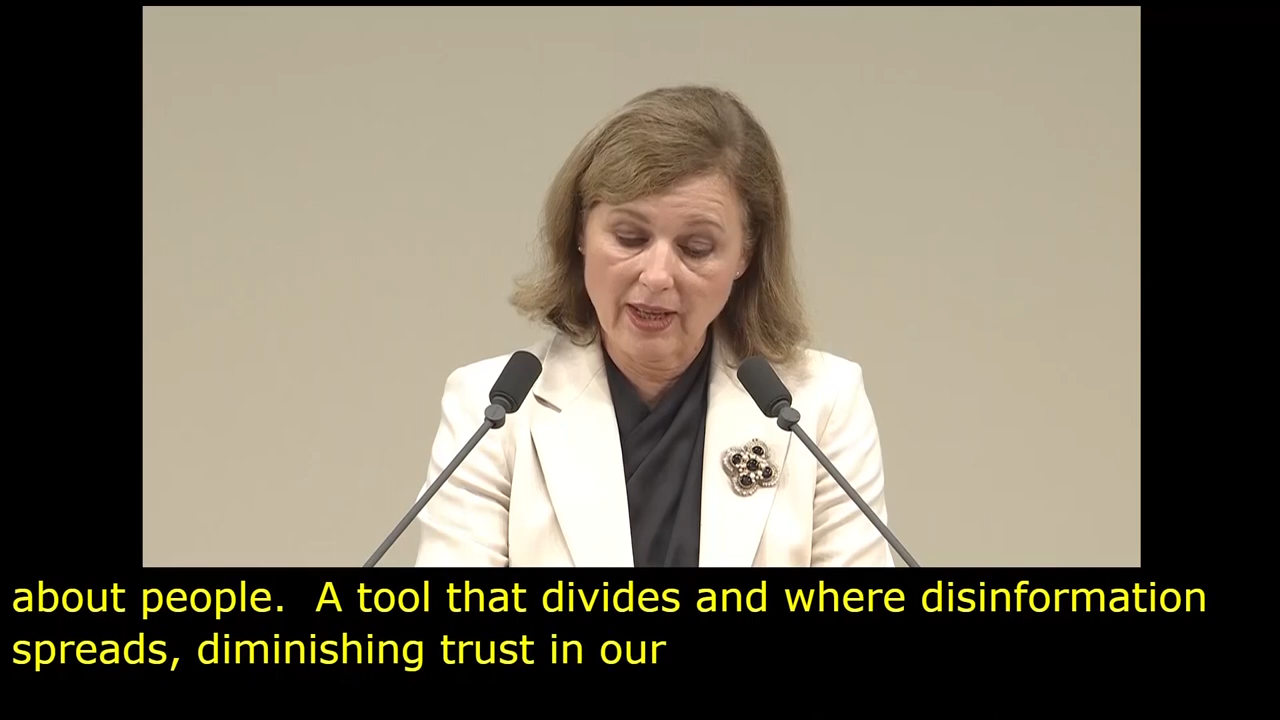 about people.  A tool that divides and where disinformation
spreads, diminishing trust in our